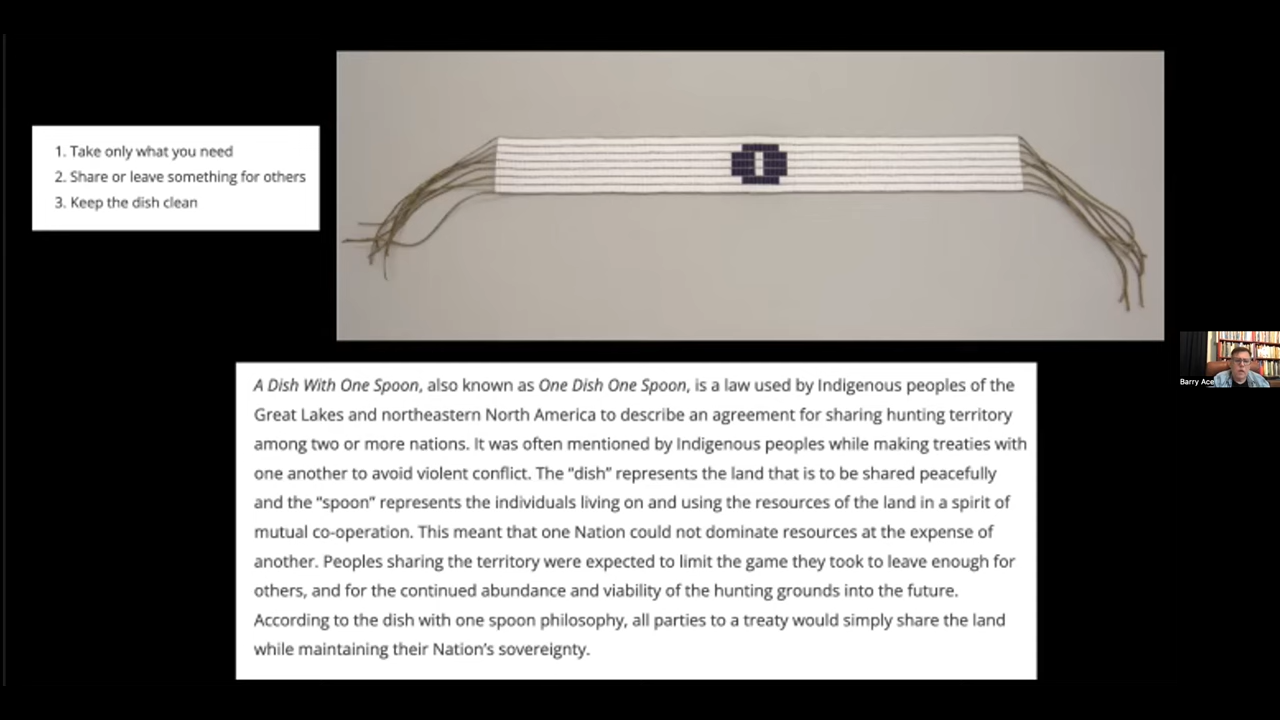 1. Take only what you need
2. Share or leave something for others
3. Keep the dish clean
A Dish With One Spoon, also known as One Dish One Spoon, is a law used by Indigenous peoples of the
Great Lakes and northeastern North America to describe an agreement for sharing hunting territory
among two or more nations. It was often mentioned by Indigenous peoples while making treaties with
one another to avoid violent conflict. The “dish” represents the land that is to be shared peacefully
and the “spoon” represents the individuals living on and using the resources of the land in a spirit of
mutual co-operation. This meant that one Nation could not dominate resources at the expense of
another. Peoples sharing the territory were expected to limit the game they took to leave enough for
others, and for the continued abundance and viability of the hunting grounds into the future.
According to the dish with one spoon philosophy, all parties to a treaty would simply share the land
while maintaining their Nation’s sovereignty.
Barry Ace